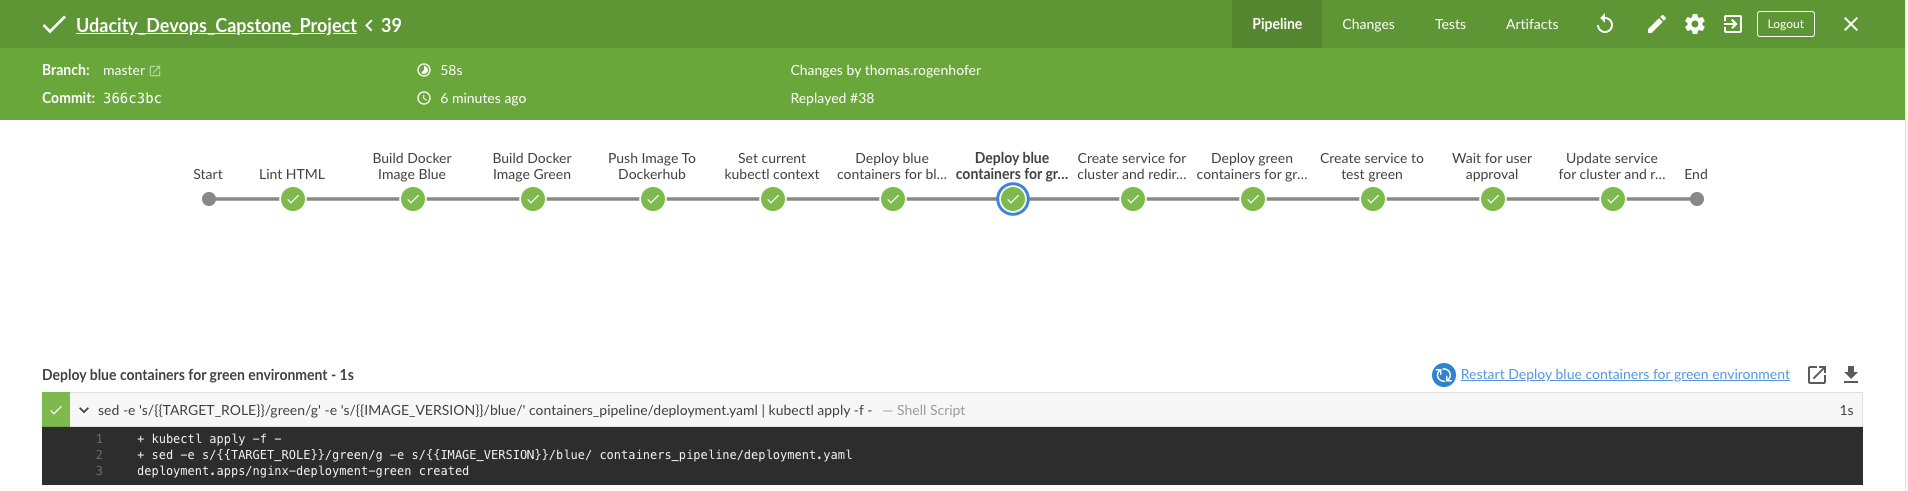 Udacity_Devops_Capstone_Project < 39
Pipeline Changes Tests Artifacts Logout
Branch: master 58s Changes by thomas.rogenhofer
Commit: 366c3bc 6 minutes ago Replayed #38
Start
Lint HTML
Build Docker
Image Blue
Build Docker
Image Green
Push Image To
Dockerhub
Set current
kubectl context
Deploy blue
containers for bl...
Deploy blue
containers for gr...
Create service for
cluster and redir...
Deploy green
containers for gr...
Create service to
test green
Wait for user
approval
Update service
for cluster and r...
End
Deploy blue containers for green environment - 1s
Restart Deploy blue containers for green environment
sed -e 's/{{TARGET_ROLE}}/green/g' -e 's/{{IMAGE_VERSION}}/blue/' containers_pipeline/deployment.yaml | kubectl apply -f - — Shell Script 1s
1 + kubectl apply -f -
2 + sed -e s/{{TARGET_ROLE}}/green/g -e s/{{IMAGE_VERSION}}/blue/ containers_pipeline/deployment.yaml
3 deployment.apps/nginx-deployment-green created